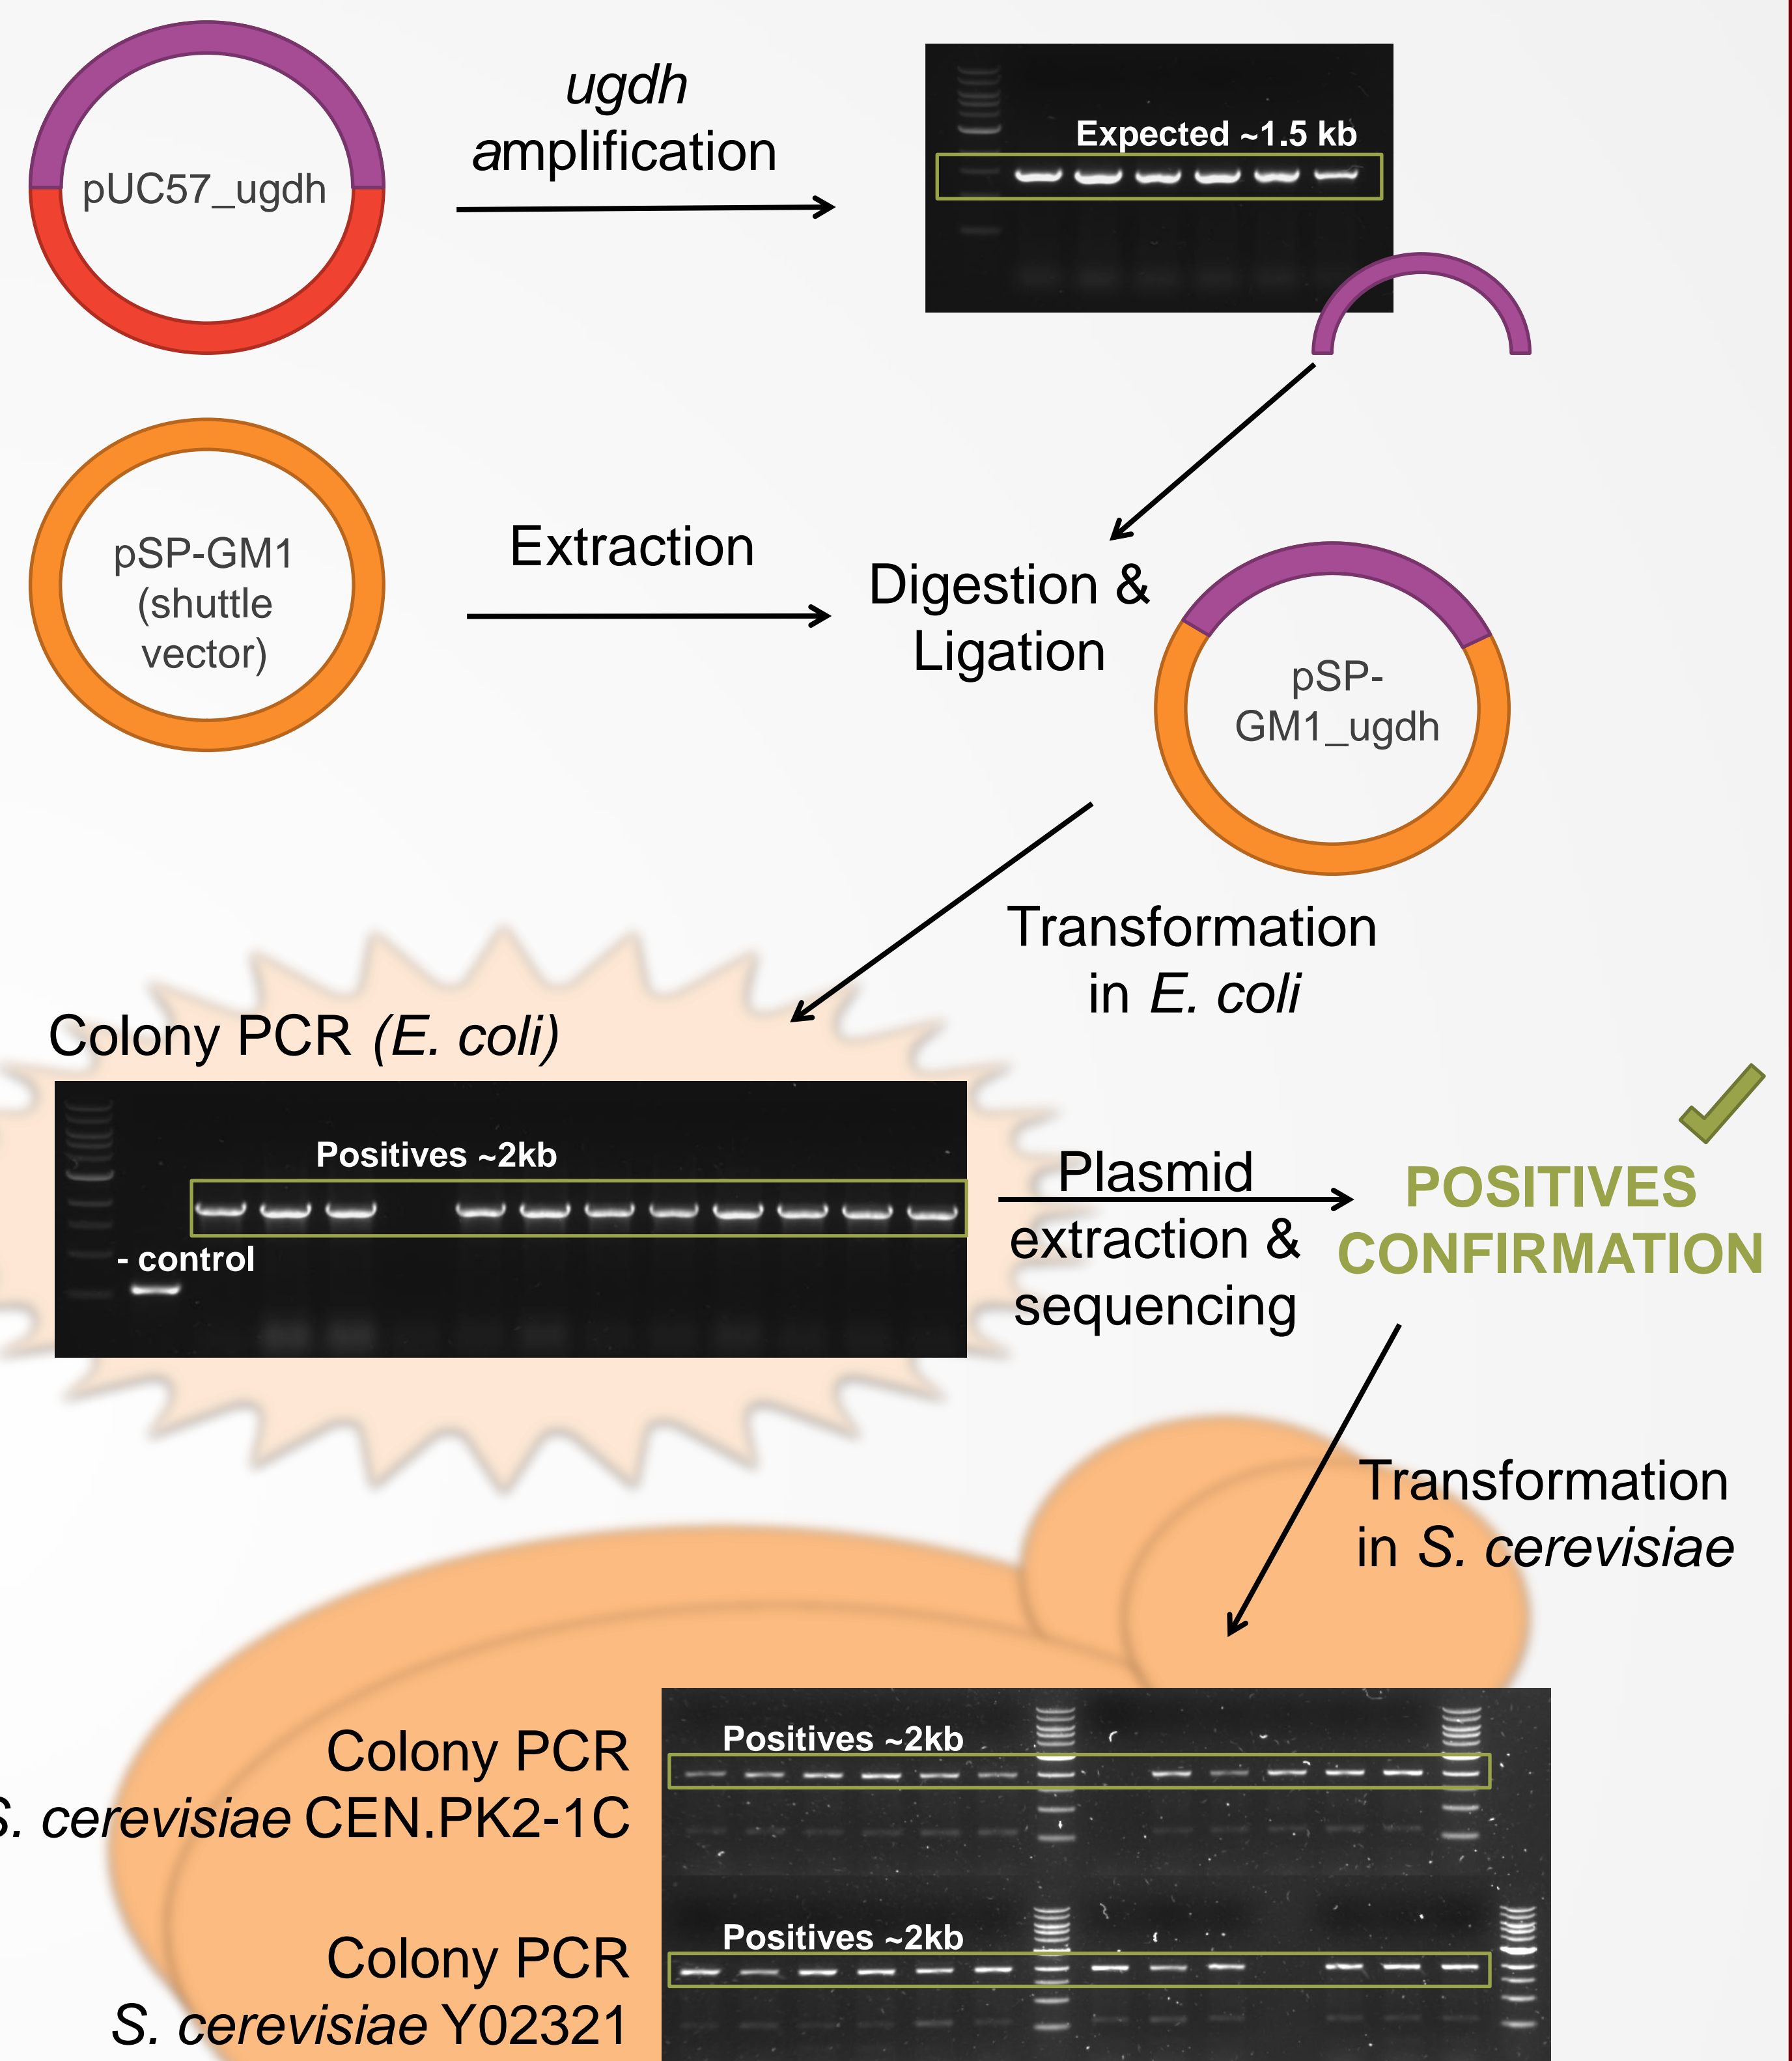 pUC57_ugdh
ugdh
amplification
Expected ~1.5 kb
pSP-GM1
(shuttle
vector)
Extraction
Digestion &
Ligation
pSP-
GM1_ugdh
Transformation
in E. coli
Colony PCR (E. coli)
Positives ~2kb
- control
Plasmid
extraction &
sequencing
POSITIVES
CONFIRMATION
Transformation
in S. cerevisiae
Colony PCR
S. cerevisiae CEN.PK2-1C
Positives ~2kb
Colony PCR
S. cerevisiae Y02321
Positives ~2kb